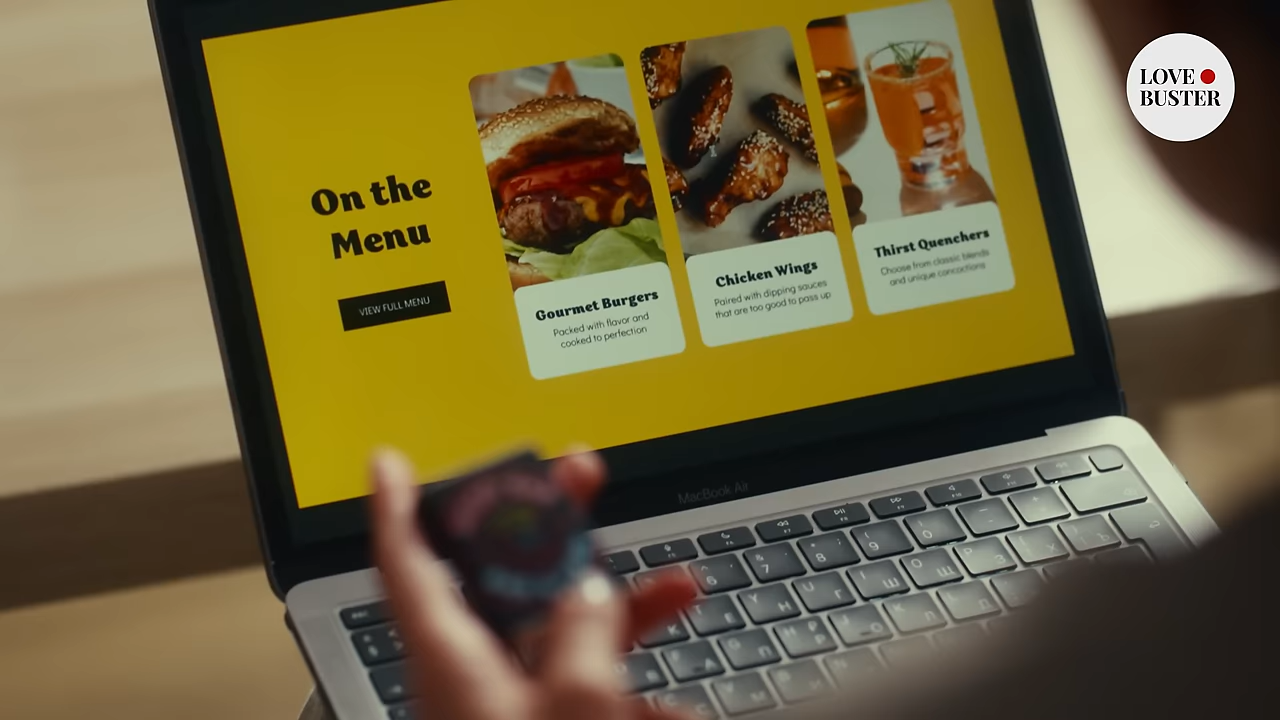 LOVE
BUSTER
On the
Menu
VIEW FULL MENU
Gourmet Burgers
Packed with flavor and
cooked to perfection
Chicken Wings
Paired with dipping sauces
that are too good to pass up
Thirst Quenchers
Choose from classic blends
and unique concoctions
MacBook Air